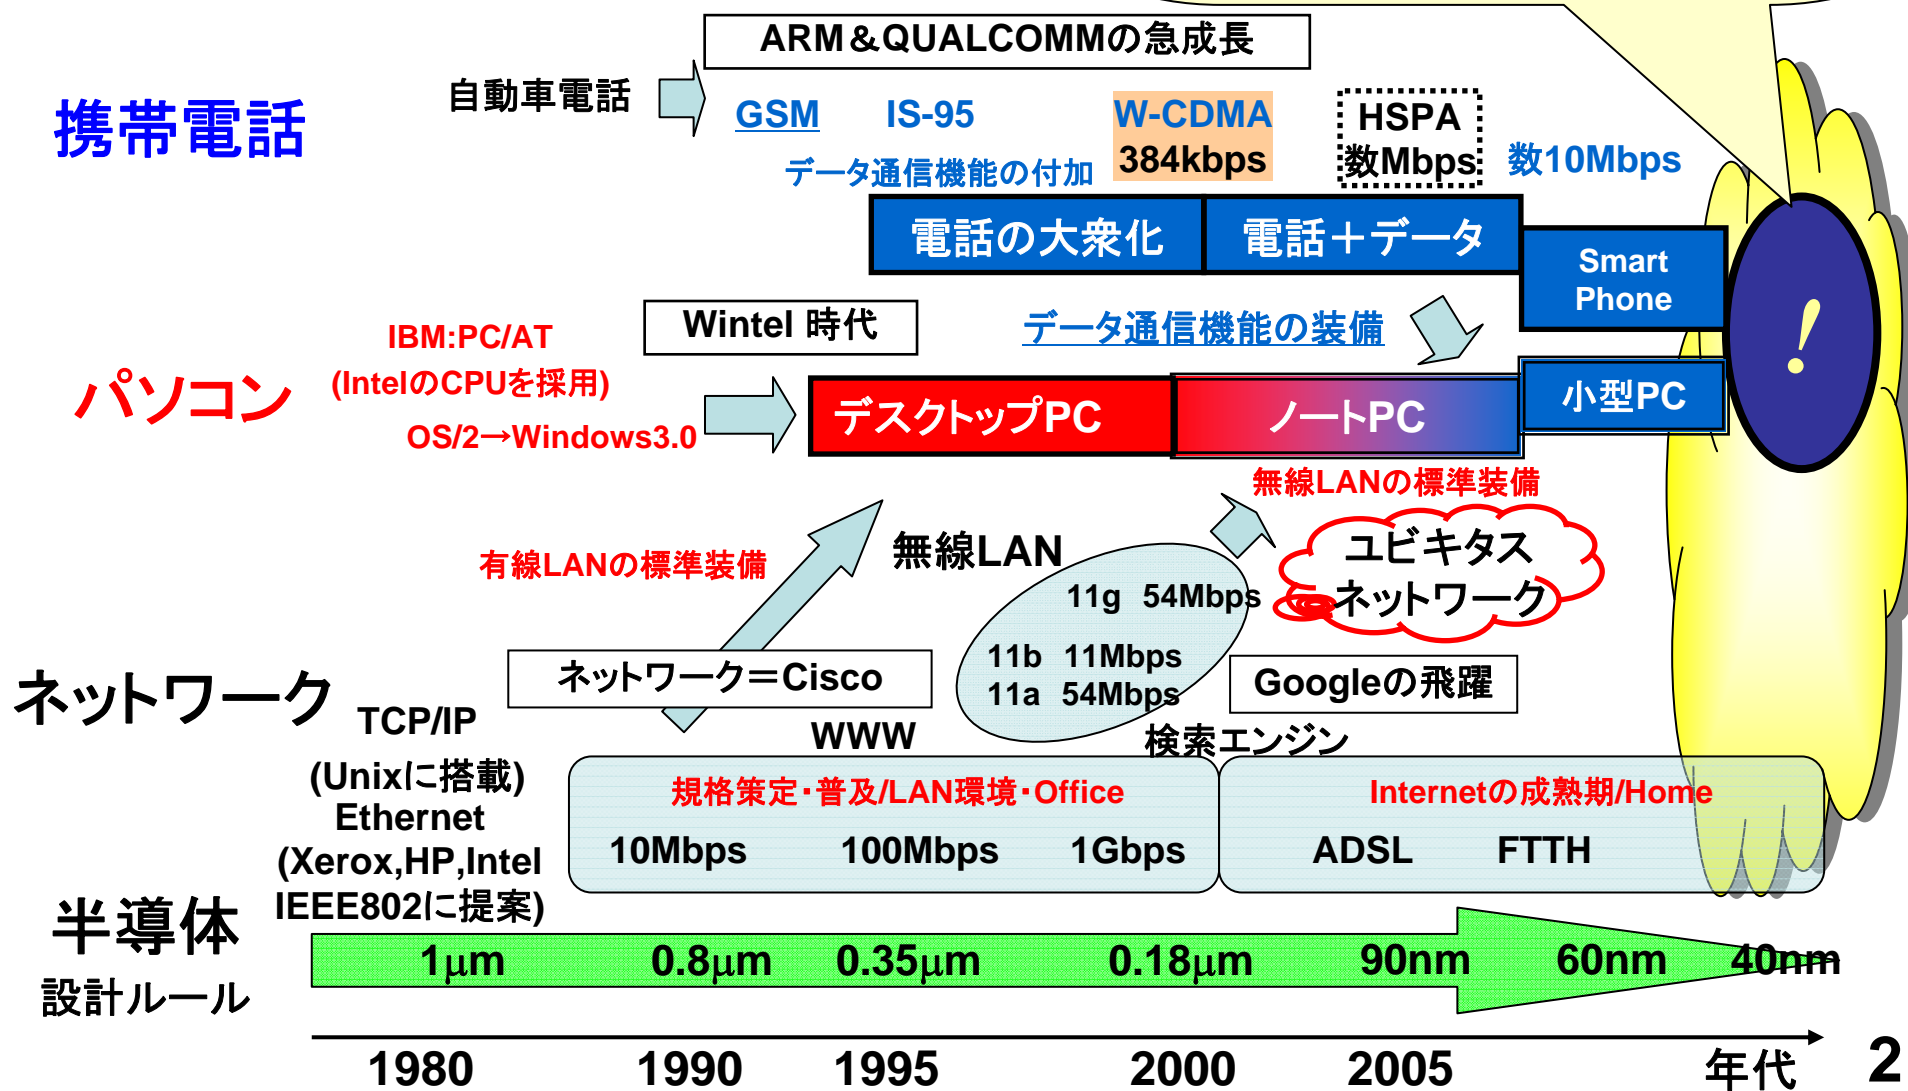 ARM＆QUALCOMMの急成長
自動車電話
携帯電話
GSM
IS-95
W-CDMA
384kbps
HSPA
数Mbps
数10Mbps
データ通信機能の付加
電話の大衆化
電話＋データ
Smart
Phone
!
Wintel 時代
データ通信機能の装備
IBM:PC/AT
(IntelのCPUを採用)
OS/2→Windows3.0
パソコン
デスクトップPC
ノートPC
小型PC
無線LANの標準装備
有線LANの標準装備
無線LAN
ユビキタス
ネットワーク
11g 54Mbps
11b 11Mbps
11a 54Mbps
ネットワーク＝Cisco
Googleの飛躍
ネットワーク
TCP/IP
(Unixに搭載)
Ethernet
(Xerox,HP,Intel
IEEE802に提案)
WWW
検索エンジン
規格策定・普及/LAN環境・Office
Internetの成熟期/Home
10Mbps
100Mbps
1Gbps
ADSL
FTTH
半導体
設計ルール
1μm
0.8μm
0.35μm
0.18μm
90nm
60nm
40nm
1980
1990
1995
2000
2005
年代
2